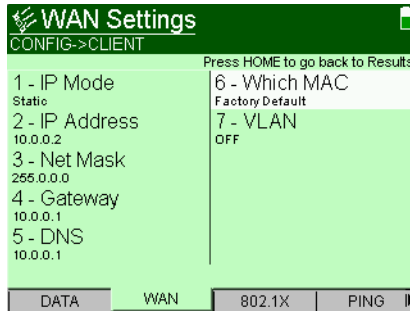 WAN Settings
CONFIG->CLIENT
Press HOME to go back to Results
1 - IP Mode
Static
2 - IP Address
10.0.0.2
3 - Net Mask
255.0.0.0
4 - Gateway
10.0.0.1
5 - DNS
10.0.0.1
6 - Which MAC
Factory Default
7 - VLAN
OFF
DATA WAN 802.1X PING